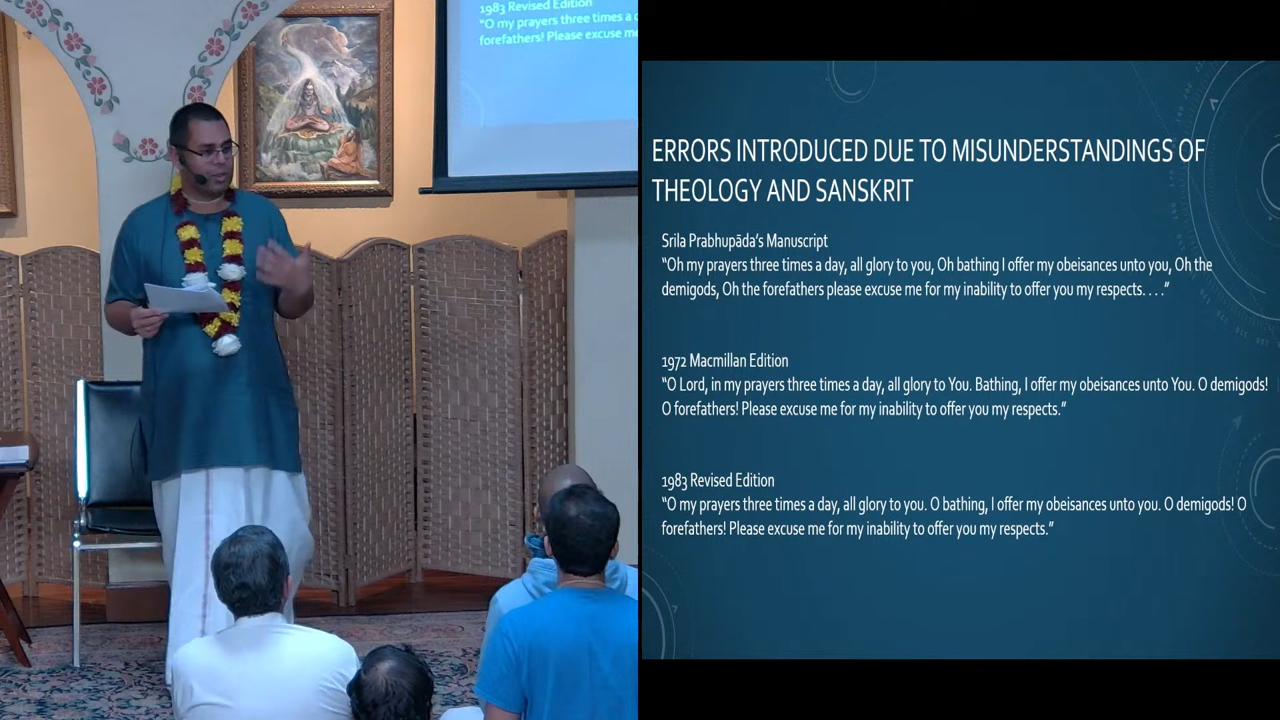 1983 Revised Edition
“O my prayers three times a
forefathers! Please excuse me
ERRORS INTRODUCED DUE TO MISUNDERSTANDINGS OF
THEOLOGY AND SANSKRIT
Srila Prabhupāda’s Manuscript
“Oh my prayers three times a day, all glory to you, Oh bathing I offer my obeisances unto you, Oh the
demigods, Oh the forefathers please excuse me for my inability to offer you my respects. . . .”
1972 Macmillan Edition
“O Lord, in my prayers three times a day, all glory to You. Bathing, I offer my obeisances unto You. O demigods!
O forefathers! Please excuse me for my inability to offer you my respects.”
1983 Revised Edition
“O my prayers three times a day, all glory to you. O bathing, I offer my obeisances unto you. O demigods! O
forefathers! Please excuse me for my inability to offer you my respects.”